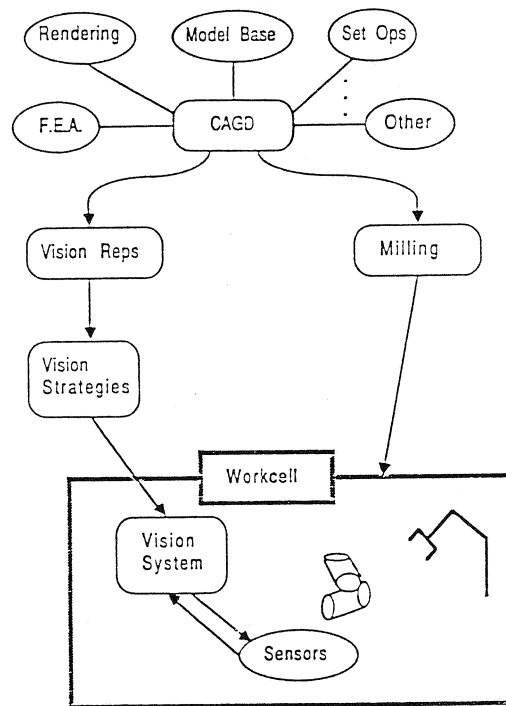 Rendering
Model Base
Set Ops
F.E.A.
CAGD
Other
Vision Reps
Milling
Vision
Strategies
Workcell
Vision
System
Sensors